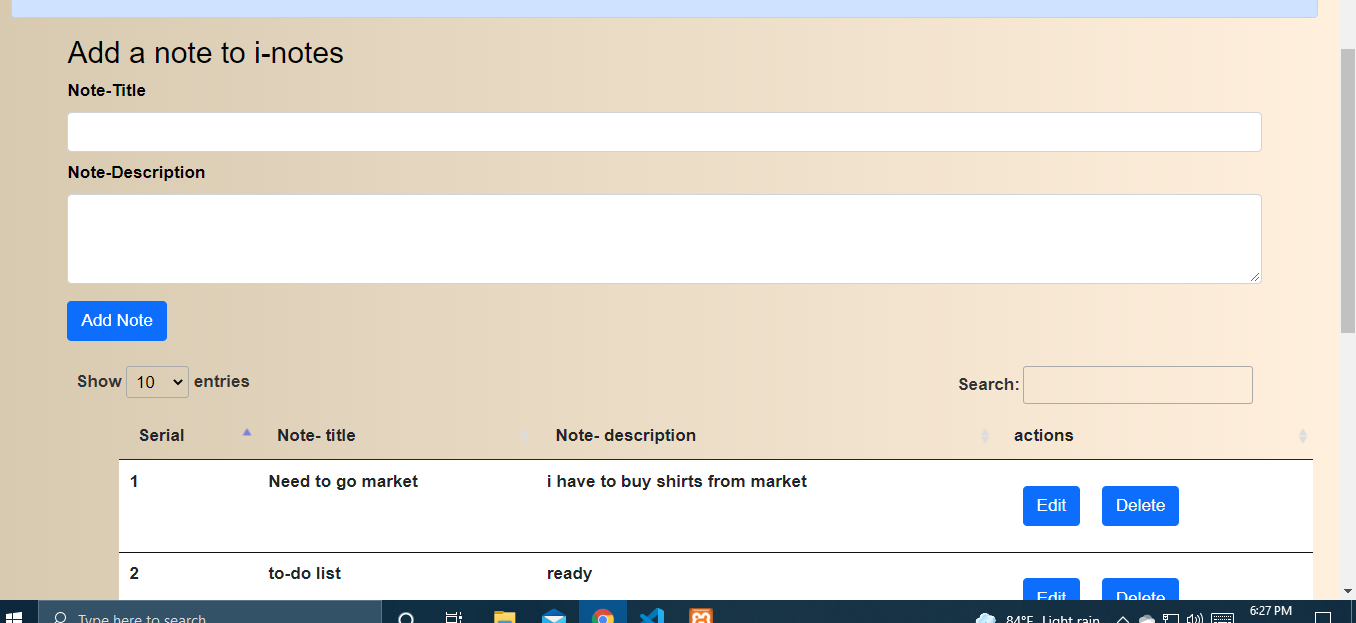 Add a note to i-notes
Note-Title
Note-Description
Add Note
Show 10 entries
Search:
Serial Note- title Note- description actions
1 Need to go market i have to buy shirts from market Edit Delete
2 to-do list ready Edit Delete
Type here to search
84°F Light rain 6:27 PM